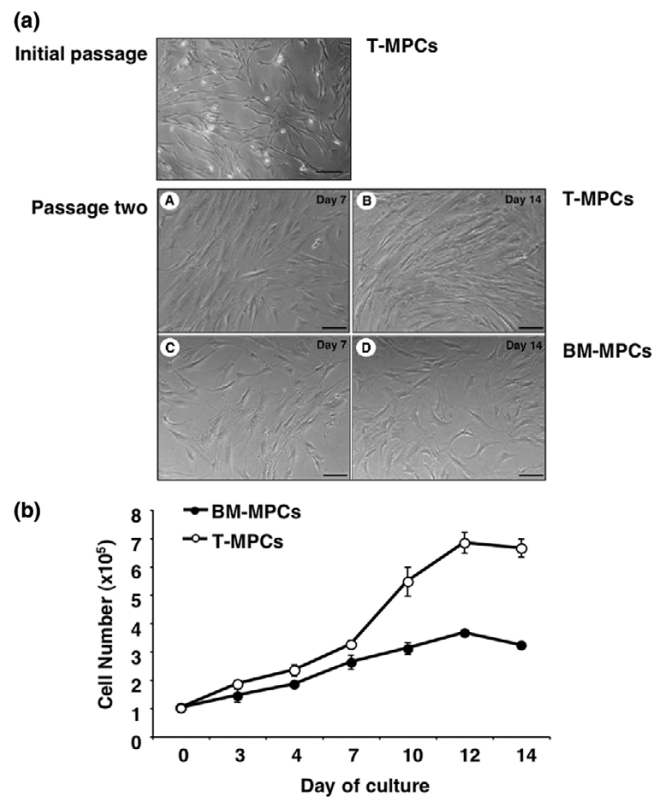 (a)
Initial passage
T-MPCs
Passage two
A
Day 7
B
Day 14
T-MPCs
C
Day 7
D
Day 14
BM-MPCs
(b)
BM-MPCs
T-MPCs
Cell Number (x10⁵)
8
7
6
5
4
3
2
1
0
0 3 4 7 10 12 14
Day of culture